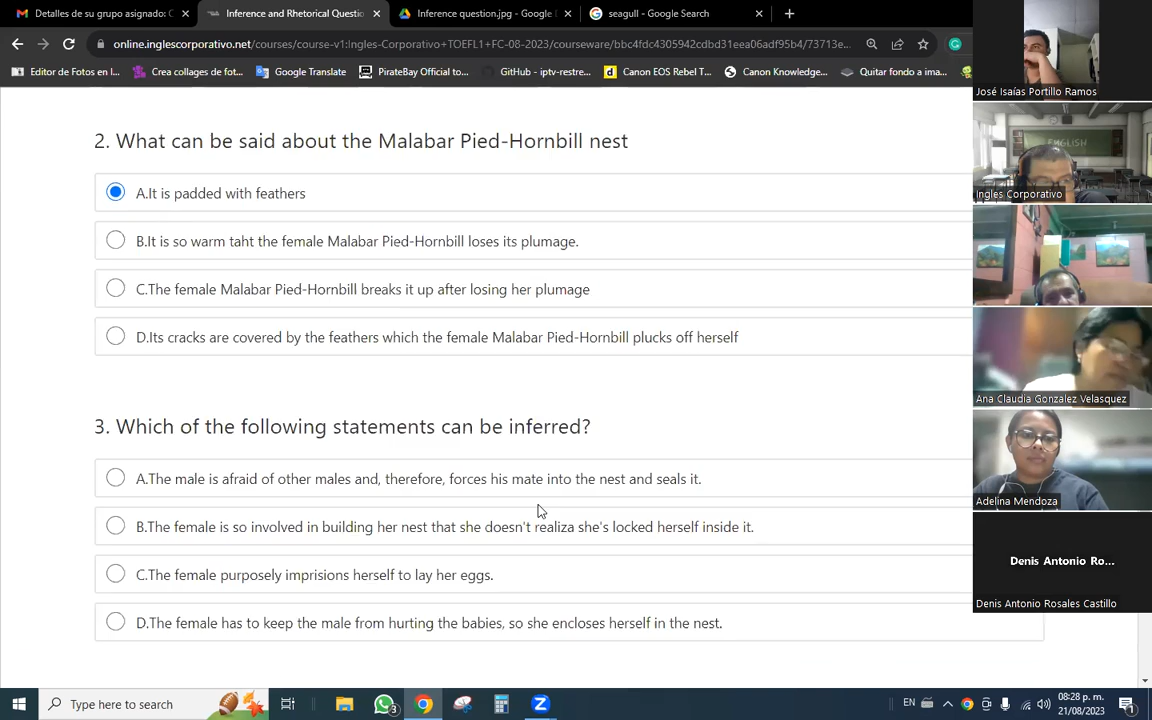 Detalles de su grupo asignado: C
Inference and Rhetorical Questio
Inference question.jpg - Google
seagull - Google Search
online.inglescorporativo.net/courses/course-v1:Ingles-Corporativo+TOEFL1+FC-08-2023/courseware/bbc4fdc4305942cdbd31eea06adf95b4/73713e...
Editor de Fotos en l...
Crea collages de fot...
Google Translate
PirateBay Official to...
GitHub - iptv-restre...
Canon EOS Rebel T...
Canon Knowledge...
Quitar fondo a ima...
2. What can be said about the Malabar Pied-Hornbill nest
A.It is padded with feathers
B.It is so warm taht the female Malabar Pied-Hornbill loses its plumage.
C.The female Malabar Pied-Hornbill breaks it up after losing her plumage
D.Its cracks are covered by the feathers which the female Malabar Pied-Hornbill plucks off herself
3. Which of the following statements can be inferred?
A.The male is afraid of other males and, therefore, forces his mate into the nest and seals it.
B.The female is so involved in building her nest that she doesn't realiza she's locked herself inside it.
C.The female purposely imprisions herself to lay her eggs.
D.The female has to keep the male from hurting the babies, so she encloses herself in the nest.
José Isaías Portillo Ramos
ENGLISH
Ingles Corporativo
Ana Claudia Gonzalez Velasquez
Adelina Mendoza
Denis Antonio Ro...
Denis Antonio Rosales Castillo
Type here to search
3
EN
08:28 p. m.
21/08/2023
1